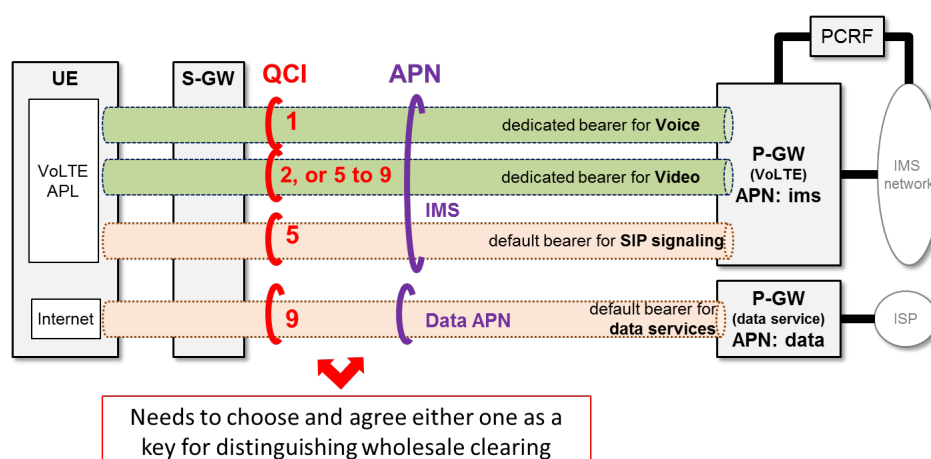 PCRF
UE
S-GW
QCI
APN
1
dedicated bearer for Voice
VoLTE
APL
2, or 5 to 9
dedicated bearer for Video
P-GW
(VoLTE)
APN: ims
IMS
network
IMS
5
default bearer for SIP signaling
Internet
9
Data APN
default bearer for
data services
P-GW
(data service)
APN: data
ISP
Needs to choose and agree either one as a
key for distinguishing wholesale clearing